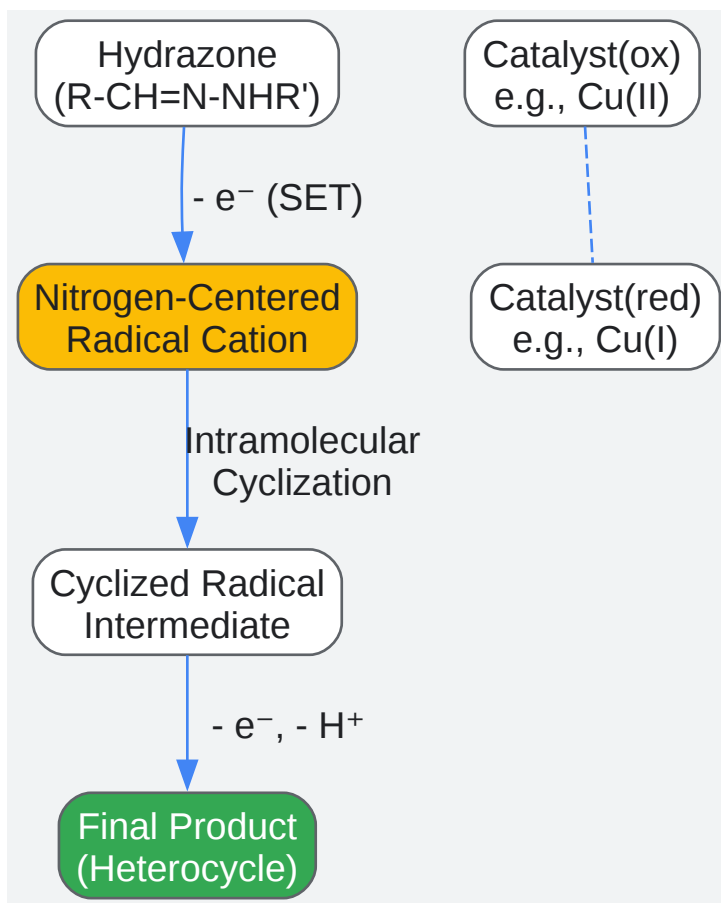 Hydrazone
(R-CH=N-NHR')
Catalyst(ox)
e.g., Cu(II)
- e⁻ (SET)
Nitrogen-Centered
Radical Cation
Catalyst(red)
e.g., Cu(I)
Intramolecular
Cyclization
Cyclized Radical
Intermediate
- e⁻, - H⁺
Final Product
(Heterocycle)